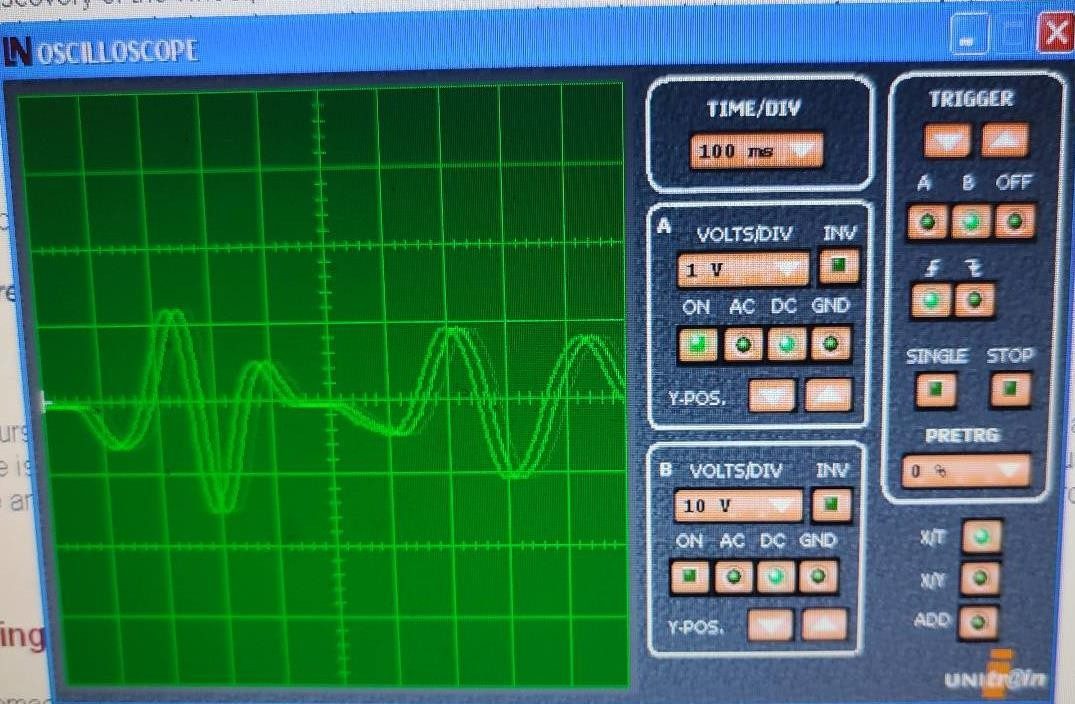 OSCILLOSCOPE
TIME/DIV
100 ms
A
VOLTS/DIV INV
1 V
ON AC DC GND
Y-POS.
B
VOLTS/DIV INV
10 V
ON AC DC GND
Y-POS.
TRIGGER
A B OFF
SINGLE STOP
PRETRG
0 %
X/T
X/Y
ADD
UNItr@in
ing